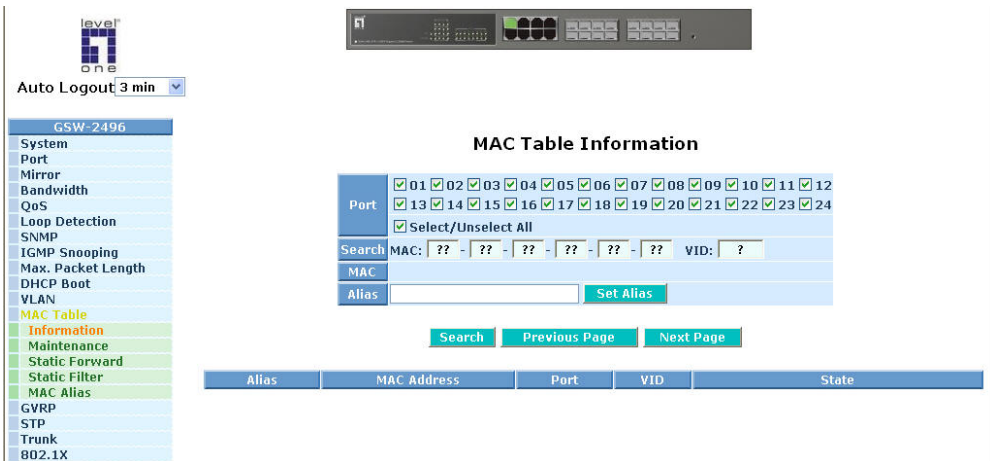 level
one
Auto Logout 3 min
GSW-2496
System
Port
Mirror
Bandwidth
QoS
Loop Detection
SNMP
IGMP Snooping
Max. Packet Length
DHCP Boot
VLAN
MAC Table
Information
Maintenance
Static Forward
Static Filter
MAC Alias
GVRP
STP
Trunk
802.1X
MAC Table Information
Port
01 02 03 04 05 06 07 08 09 10 11 12
13 14 15 16 17 18 19 20 21 22 23 24
Select/Unselect All
Search MAC: ?? - ?? - ?? - ?? - ?? - ?? VID: ?
MAC
Alias Set Alias
Search Previous Page Next Page
Alias MAC Address Port VID State